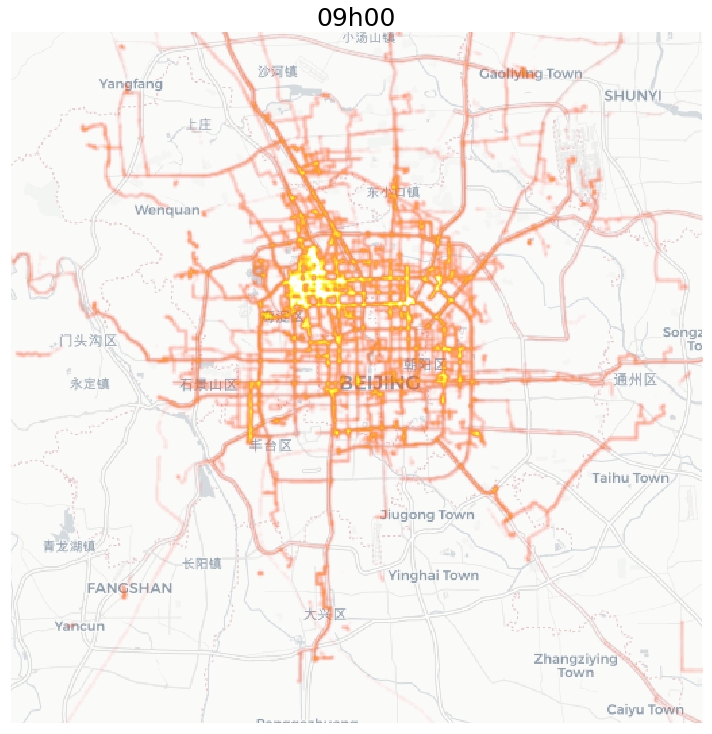 09h00
小汤山镇
沙河镇
Gaoliying Town
Yangfang
SHUNYI
上庄
东小口镇
Wenquan
海淀区
门头沟区
Songz
To
朝阳区
永定镇
石景山区
BEIJING
通州区
丰台区
Taihu Town
Jiugong Town
青龙湖镇
长阳镇
Yinghai Town
FANGSHAN
大兴区
Yancun
Zhangziying
Town
Caiyu Town